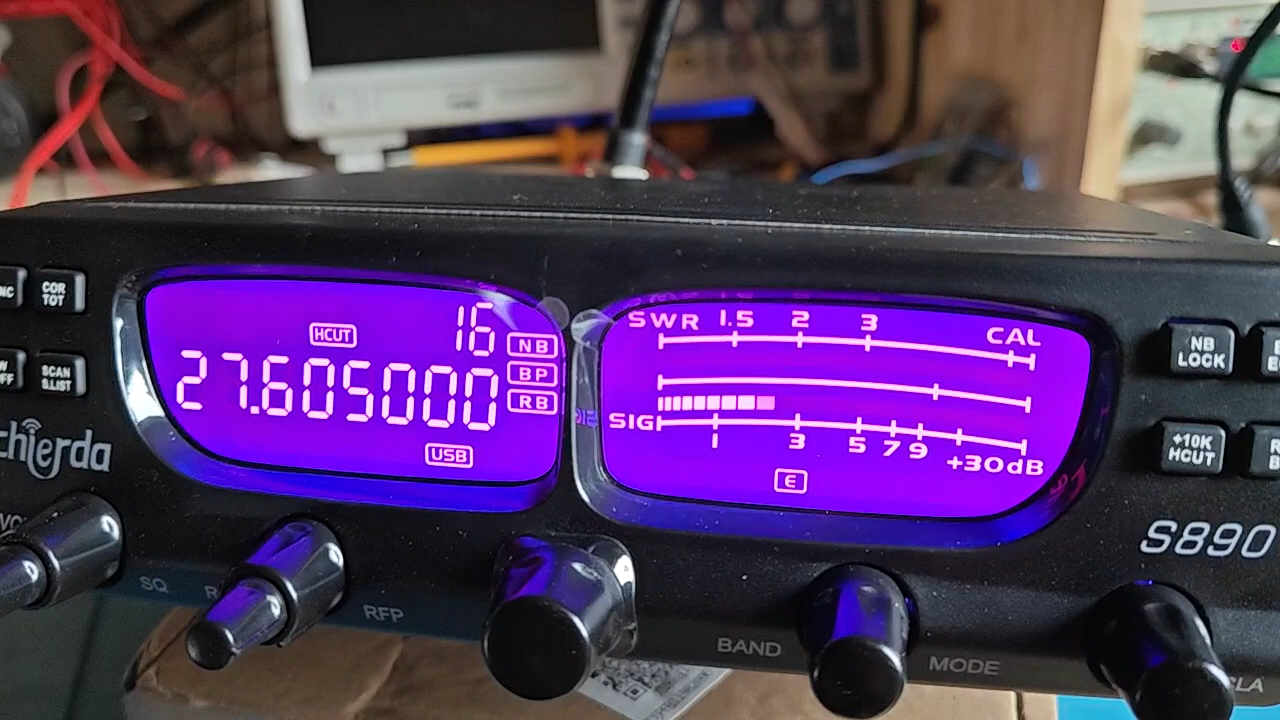 COR
TOT
SCAN
S.LIST
chierda
SQ
RFP
16
HCUT
NB
27.605000
BP
RB
USB
SWR 1.5 2 3 CAL
SIG
1 3 5 7 9 +30dB
E
NB
LOCK
+10K
HCUT
S890
BAND
MODE